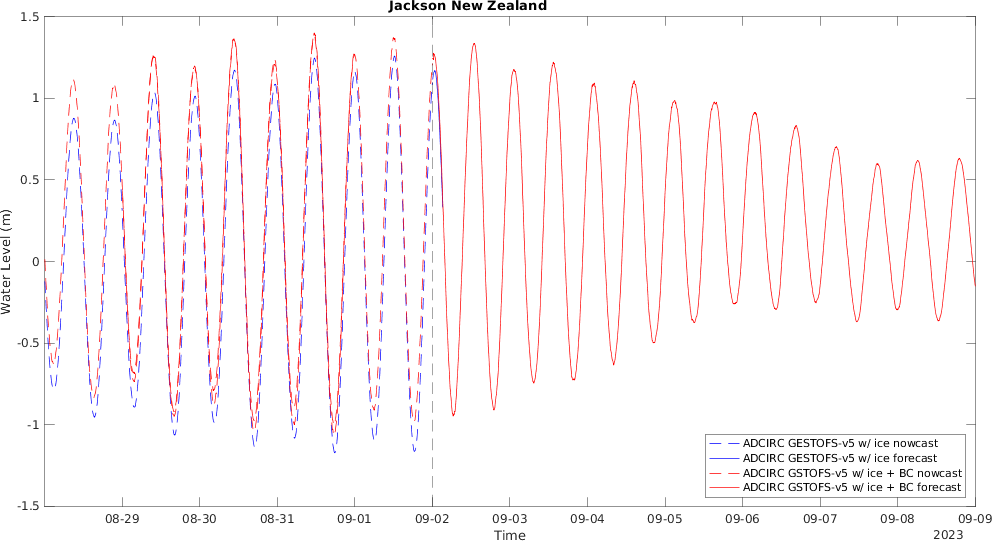 Jackson New Zealand
1.5
1
0.5
0
-0.5
-1
-1.5
Water Level (m)
ADCIRC GESTOFS-v5 w/ ice nowcast
ADCIRC GESTOFS-v5 w/ ice forecast
ADCIRC GSTOFS-v5 w/ ice + BC nowcast
ADCIRC GSTOFS-v5 w/ ice + BC forecast
08-29 08-30 08-31 09-01 09-02 09-03 09-04 09-05 09-06 09-07 09-08 09-09
Time
2023